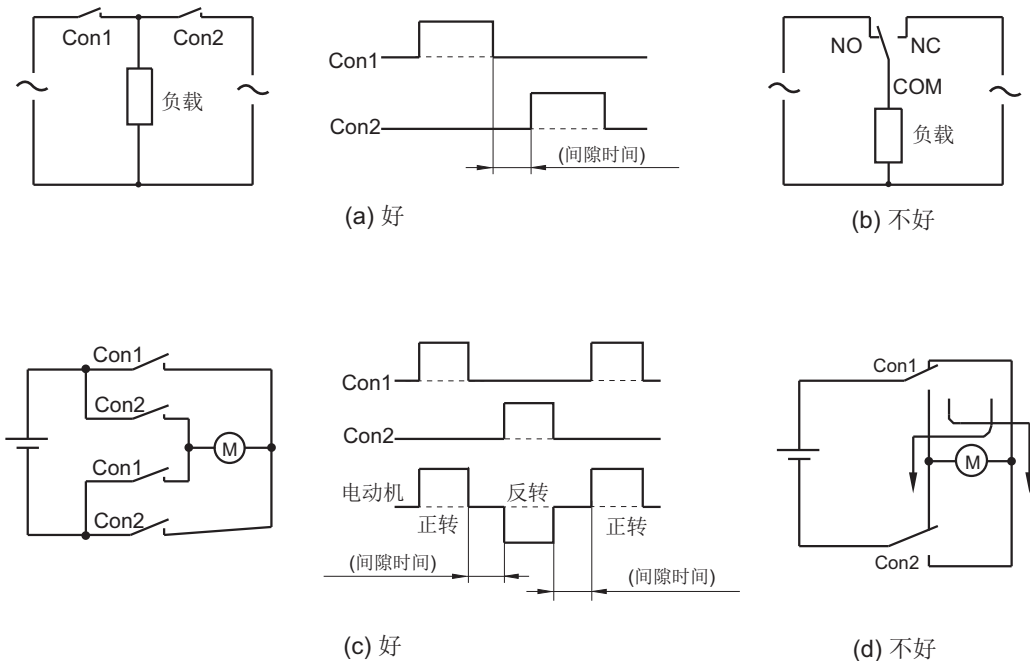 Con1
Con2
负载
Con1
Con2
(间隙时间)
(a) 好
NO
NC
COM
负载
(b) 不好
Con1
Con2
Con1
Con2
M
Con1
Con2
电动机
正转
反转
正转
(间隙时间)
(间隙时间)
(c) 好
Con1
M
Con2
(d) 不好